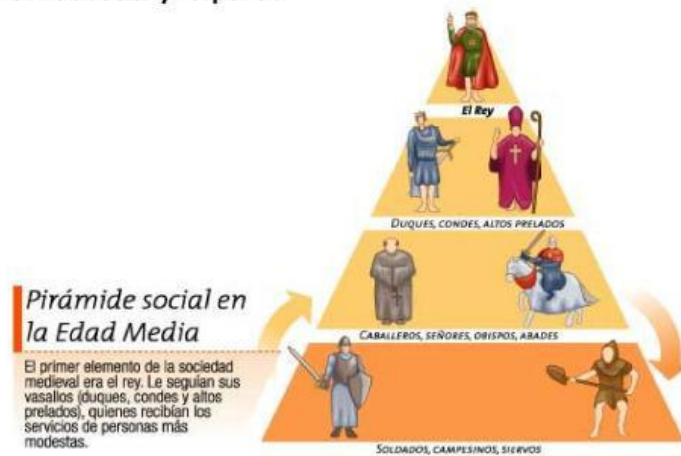 El Rey
DUQUES, CONDES, ALTOS PRELADOS
CABALLEROS, SEÑORES, OBISPOS, ABADES
SOLDADOS, CAMPESINOS, SIERVOS
Pirámide social en
la Edad Media
El primer elemento de la sociedad
medieval era el rey. Le seguían sus
vasallos (duques, condes y altos
prelados), quienes recibían los
servicios de personas más
modestas.